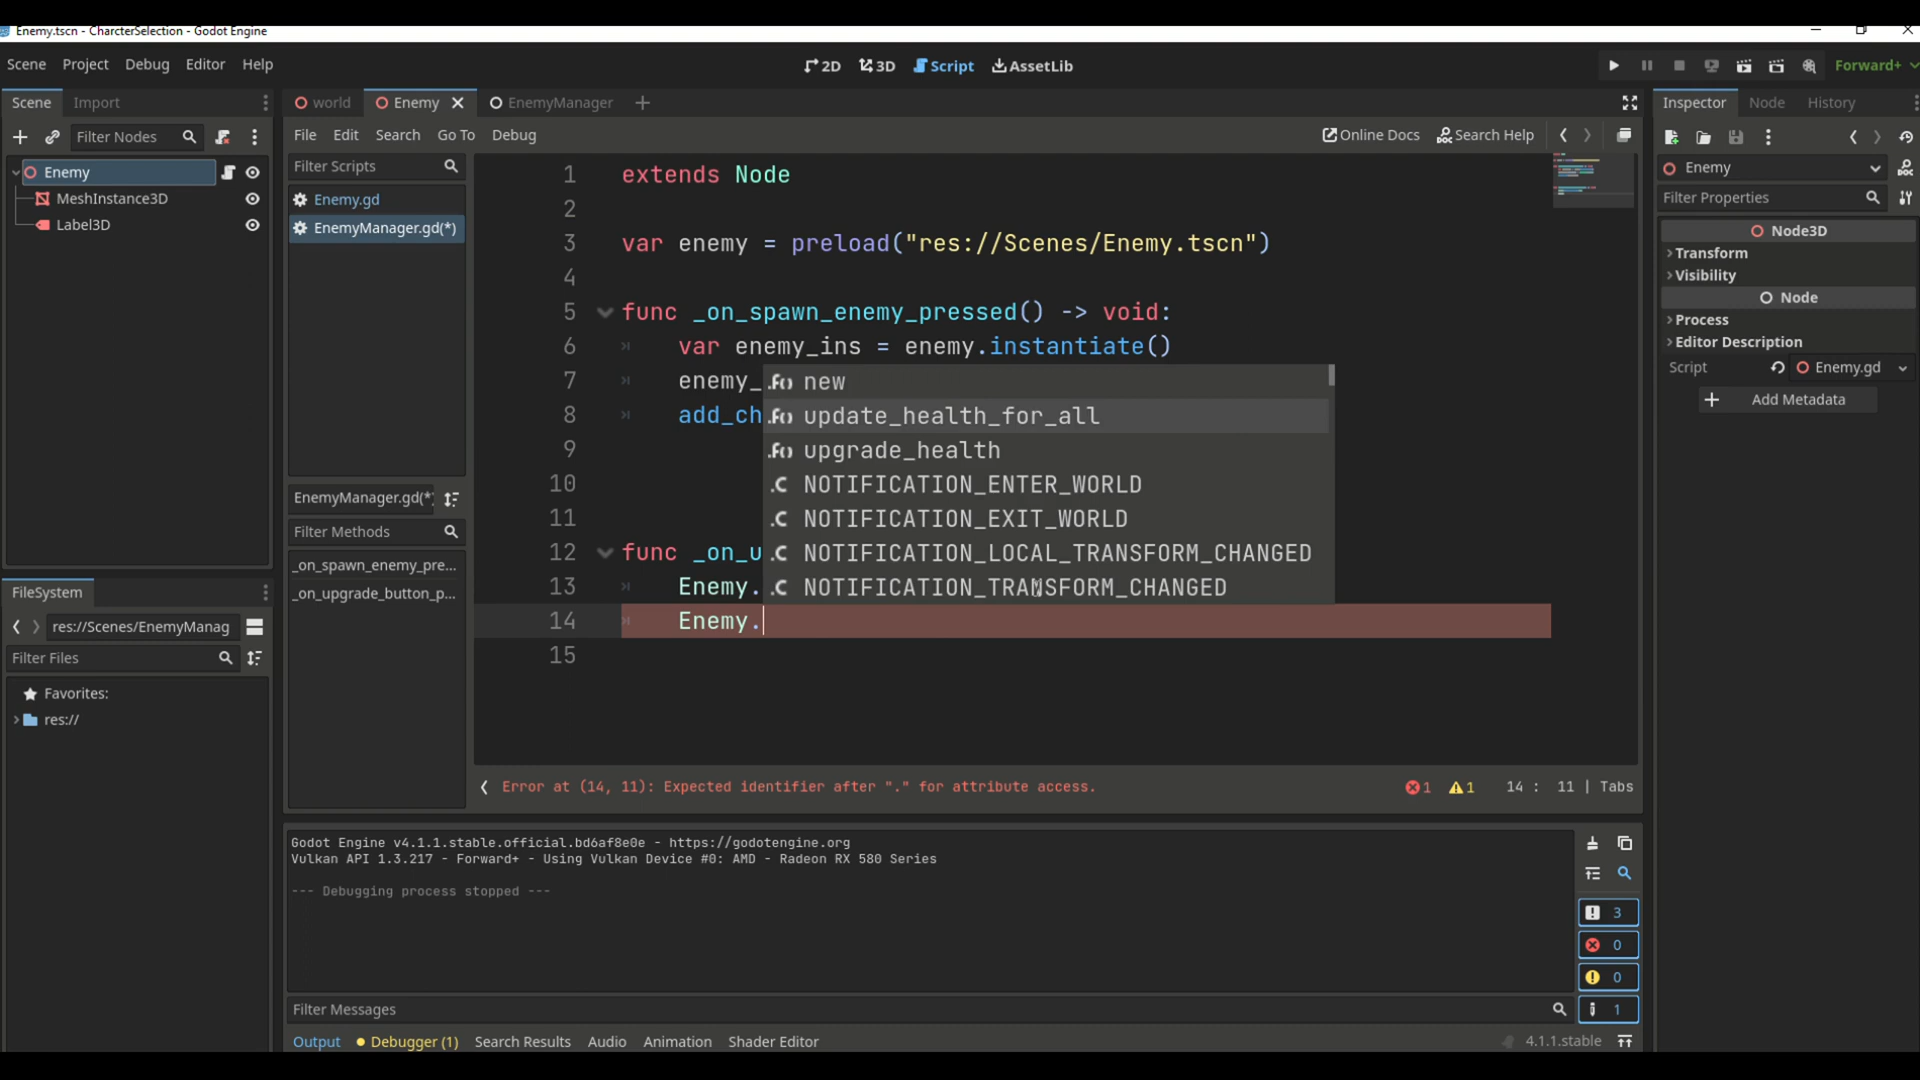 Enemy.tscn - CharcterSelection - Godot Engine
Scene Project Debug Editor Help
2D 3D Script AssetLib
Forward+
Scene Import
world Enemy EnemyManager
Inspector Node History
Filter Nodes
File Edit Search Go To Debug
Online Docs Search Help
Enemy
MeshInstance3D
Label3D
Filter Scripts
Enemy.gd
EnemyManager.gd(*)
EnemyManager.gd(*
Filter Methods
_on_spawn_enemy_pre...
_on_upgrade_button_p...
1 extends Node
2
3 var enemy = preload("res://Scenes/Enemy.tscn")
4
5 func _on_spawn_enemy_pressed() -> void:
6 var enemy_ins = enemy.instantiate()
7 enemy_
8 add_ch
9
10
11
12 func _on_u
13 Enemy.
14 Enemy.
15
new
update_health_for_all
upgrade_health
NOTIFICATION_ENTER_WORLD
NOTIFICATION_EXIT_WORLD
NOTIFICATION_LOCAL_TRANSFORM_CHANGED
NOTIFICATION_TRANSFORM_CHANGED
Error at (14, 11): Expected identifier after "." for attribute access.
1 1 14 : 11 | Tabs
Enemy
Filter Properties
Node3D
Transform
Visibility
Node
Process
Editor Description
Script Enemy.gd
Add Metadata
FileSystem
res://Scenes/EnemyManag
Filter Files
Favorites:
res://
Godot Engine v4.1.1.stable.official.bd6af8e0e - https://godotengine.org
Vulkan API 1.3.217 - Forward+ - Using Vulkan Device #0: AMD - Radeon RX 580 Series
--- Debugging process stopped ---
3
0
0
1
Filter Messages
Output Debugger (1) Search Results Audio Animation Shader Editor
4.1.1.stable